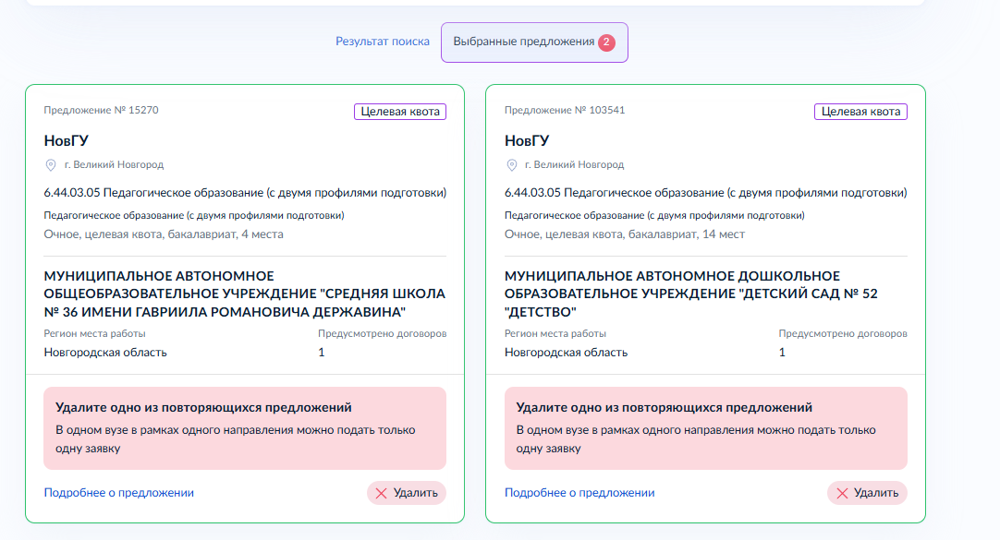 Результат поиска
Выбранные предложения 2
Предложение № 15270
Целевая квота
НовГУ
г. Великий Новгород
6.44.03.05 Педагогическое образование (с двумя профилями подготовки)
Педагогическое образование (с двумя профилями подготовки)
Очное, целевая квота, бакалавриат, 4 места
МУНИЦИПАЛЬНОЕ АВТОНОМНОЕ
ОБЩЕОБРАЗОВАТЕЛЬНОЕ УЧРЕЖДЕНИЕ "СРЕДНЯЯ ШКОЛА
№ 36 ИМЕНИ ГАВРИИЛА РОМАНОВИЧА ДЕРЖАВИНА"
Регион места работы
Предусмотрено договоров
Новгородская область
1
Удалите одно из повторяющихся предложений
В одном вузе в рамках одного направления можно подать только
одну заявку
Подробнее о предложении
Удалить
Предложение № 103541
Целевая квота
НовГУ
г. Великий Новгород
6.44.03.05 Педагогическое образование (с двумя профилями подготовки)
Педагогическое образование (с двумя профилями подготовки)
Очное, целевая квота, бакалавриат, 14 мест
МУНИЦИПАЛЬНОЕ АВТОНОМНОЕ ДОШКОЛЬНОЕ
ОБРАЗОВАТЕЛЬНОЕ УЧРЕЖДЕНИЕ "ДЕТСКИЙ САД № 52
"ДЕТСТВО"
Регион места работы
Предусмотрено договоров
Новгородская область
1
Удалите одно из повторяющихся предложений
В одном вузе в рамках одного направления можно подать только
одну заявку
Подробнее о предложении
Удалить